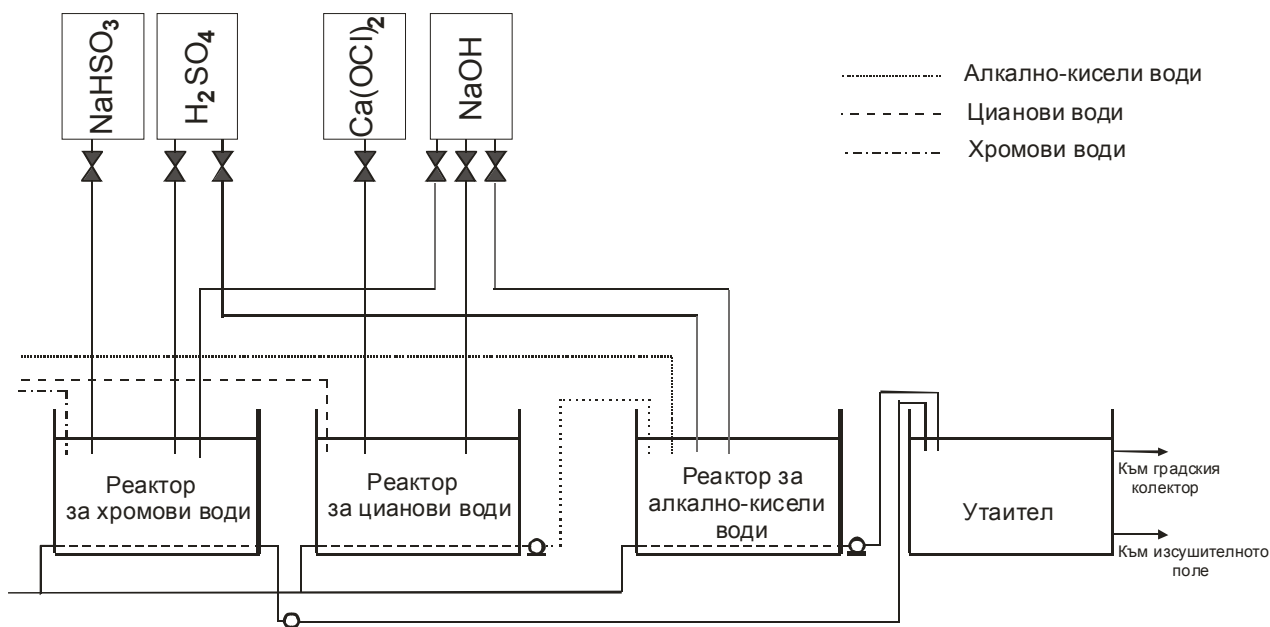 NaHSO3
H2SO4
Ca(OCl)2
NaOH
Алкално-кисели води
Цианови води
Хромови води
Реактор
за хромови води
Реактор
за цианови води
Реактор за
алкално-кисели
води
Утаител
Към градския
колектор
Към изсушителното
поле